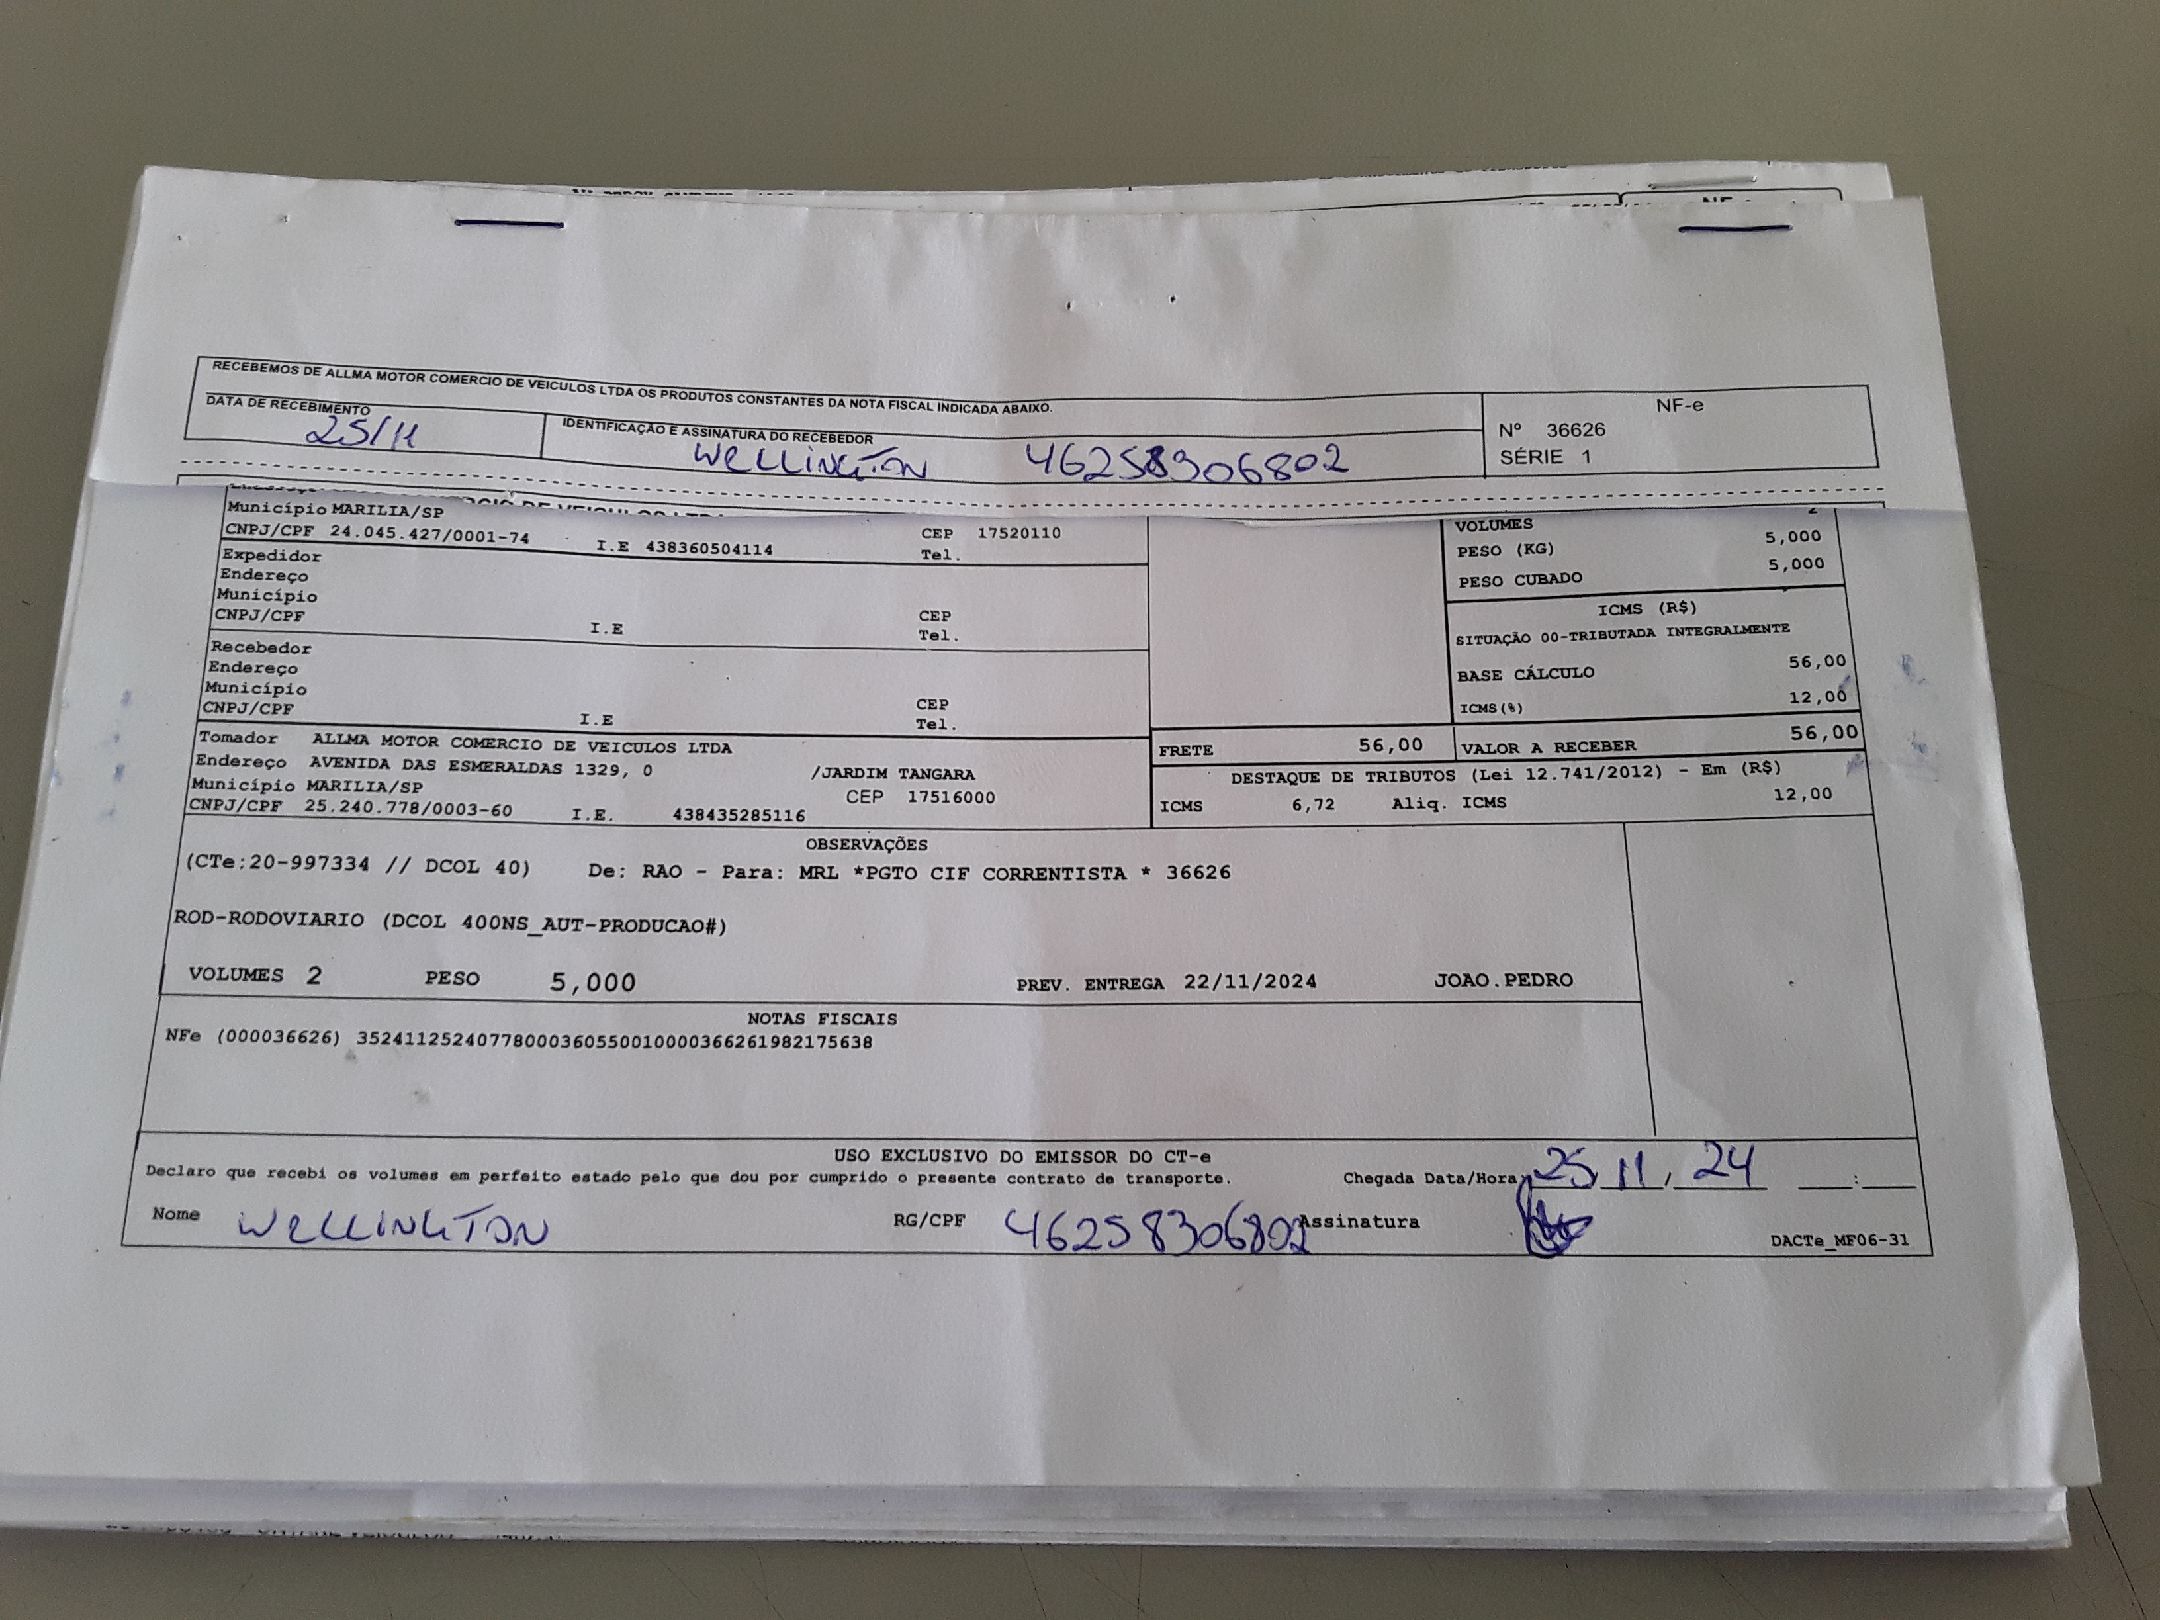 RECEBEMOS DE ALLMA MOTOR COMERCIO DE VEICULOS LTDA OS PRODUTOS CONSTANTES DA NOTA FISCAL INDICADA ABAIXO.
NF-e
Nº 36626
SÉRIE 1
DATA DE RECEBIMENTO
25/11
IDENTIFICAÇÃO E ASSINATURA DO RECEBEDOR
WELLINGTON 46258306802
Município MARILIA/SP
CNPJ/CPF 24.045.427/0001-74 I.E 438360504114
CEP 17520110
Tel.
Expedidor
Endereço
Município
CNPJ/CPF I.E
CEP
Tel.
Recebedor
Endereço
Município
CNPJ/CPF I.E
CEP
Tel.
Tomador ALLMA MOTOR COMERCIO DE VEICULOS LTDA
Endereço AVENIDA DAS ESMERALDAS 1329, 0 /JARDIM TANGARA
Município MARILIA/SP CEP 17516000
CNPJ/CPF 25.240.778/0003-60 I.E. 438435285116
VOLUMES 2
PESO (KG) 5,000
PESO CUBADO 5,000
ICMS (R$)
SITUAÇÃO 00-TRIBUTADA INTEGRALMENTE
BASE CÁLCULO 56,00
ICMS(%) 12,00
FRETE 56,00 VALOR A RECEBER 56,00
DESTAQUE DE TRIBUTOS (Lei 12.741/2012) - Em (R$)
ICMS 6,72 Aliq. ICMS 12,00
OBSERVAÇÕES
(CTe:20-997334 // DCOL 40) De: RAO - Para: MRL *PGTO CIF CORRENTISTA * 36626
ROD-RODOVIARIO (DCOL 400NS_AUT-PRODUCAO#)
VOLUMES 2 PESO 5,000 PREV. ENTREGA 22/11/2024 JOAO.PEDRO
NOTAS FISCAIS
NFe (000036626) 35241125240778000360550010000366261982175638
USO EXCLUSIVO DO EMISSOR DO CT-e
Declaro que recebi os volumes em perfeito estado pelo que dou por cumprido o presente contrato de transporte. Chegada Data/Hora 25 11, 24 __:__
Nome WELLINGTON RG/CPF 46258306802 Assinatura
DACTe_MF06-31